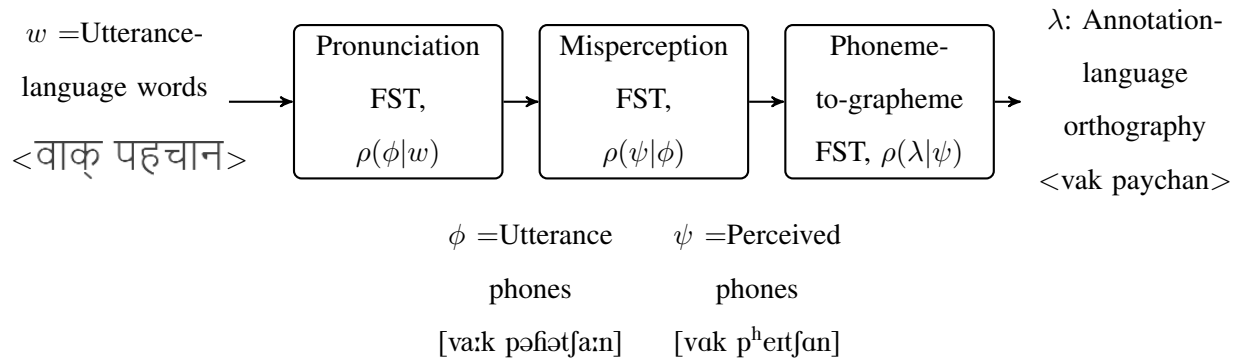 w =Utterance-
language words
<वाक् पहचान>
Pronunciation
FST,
ρ(ϕ|w)
Misperception
FST,
ρ(ψ|ϕ)
Phoneme-
to-grapheme
FST, ρ(λ|ψ)
λ: Annotation-
language
orthography
<vak paychan>
ϕ =Utterance
phones
[vaːk pəɦətʃaːn]
ψ =Perceived
phones
[vɑk pʰeɪtʃɑn]